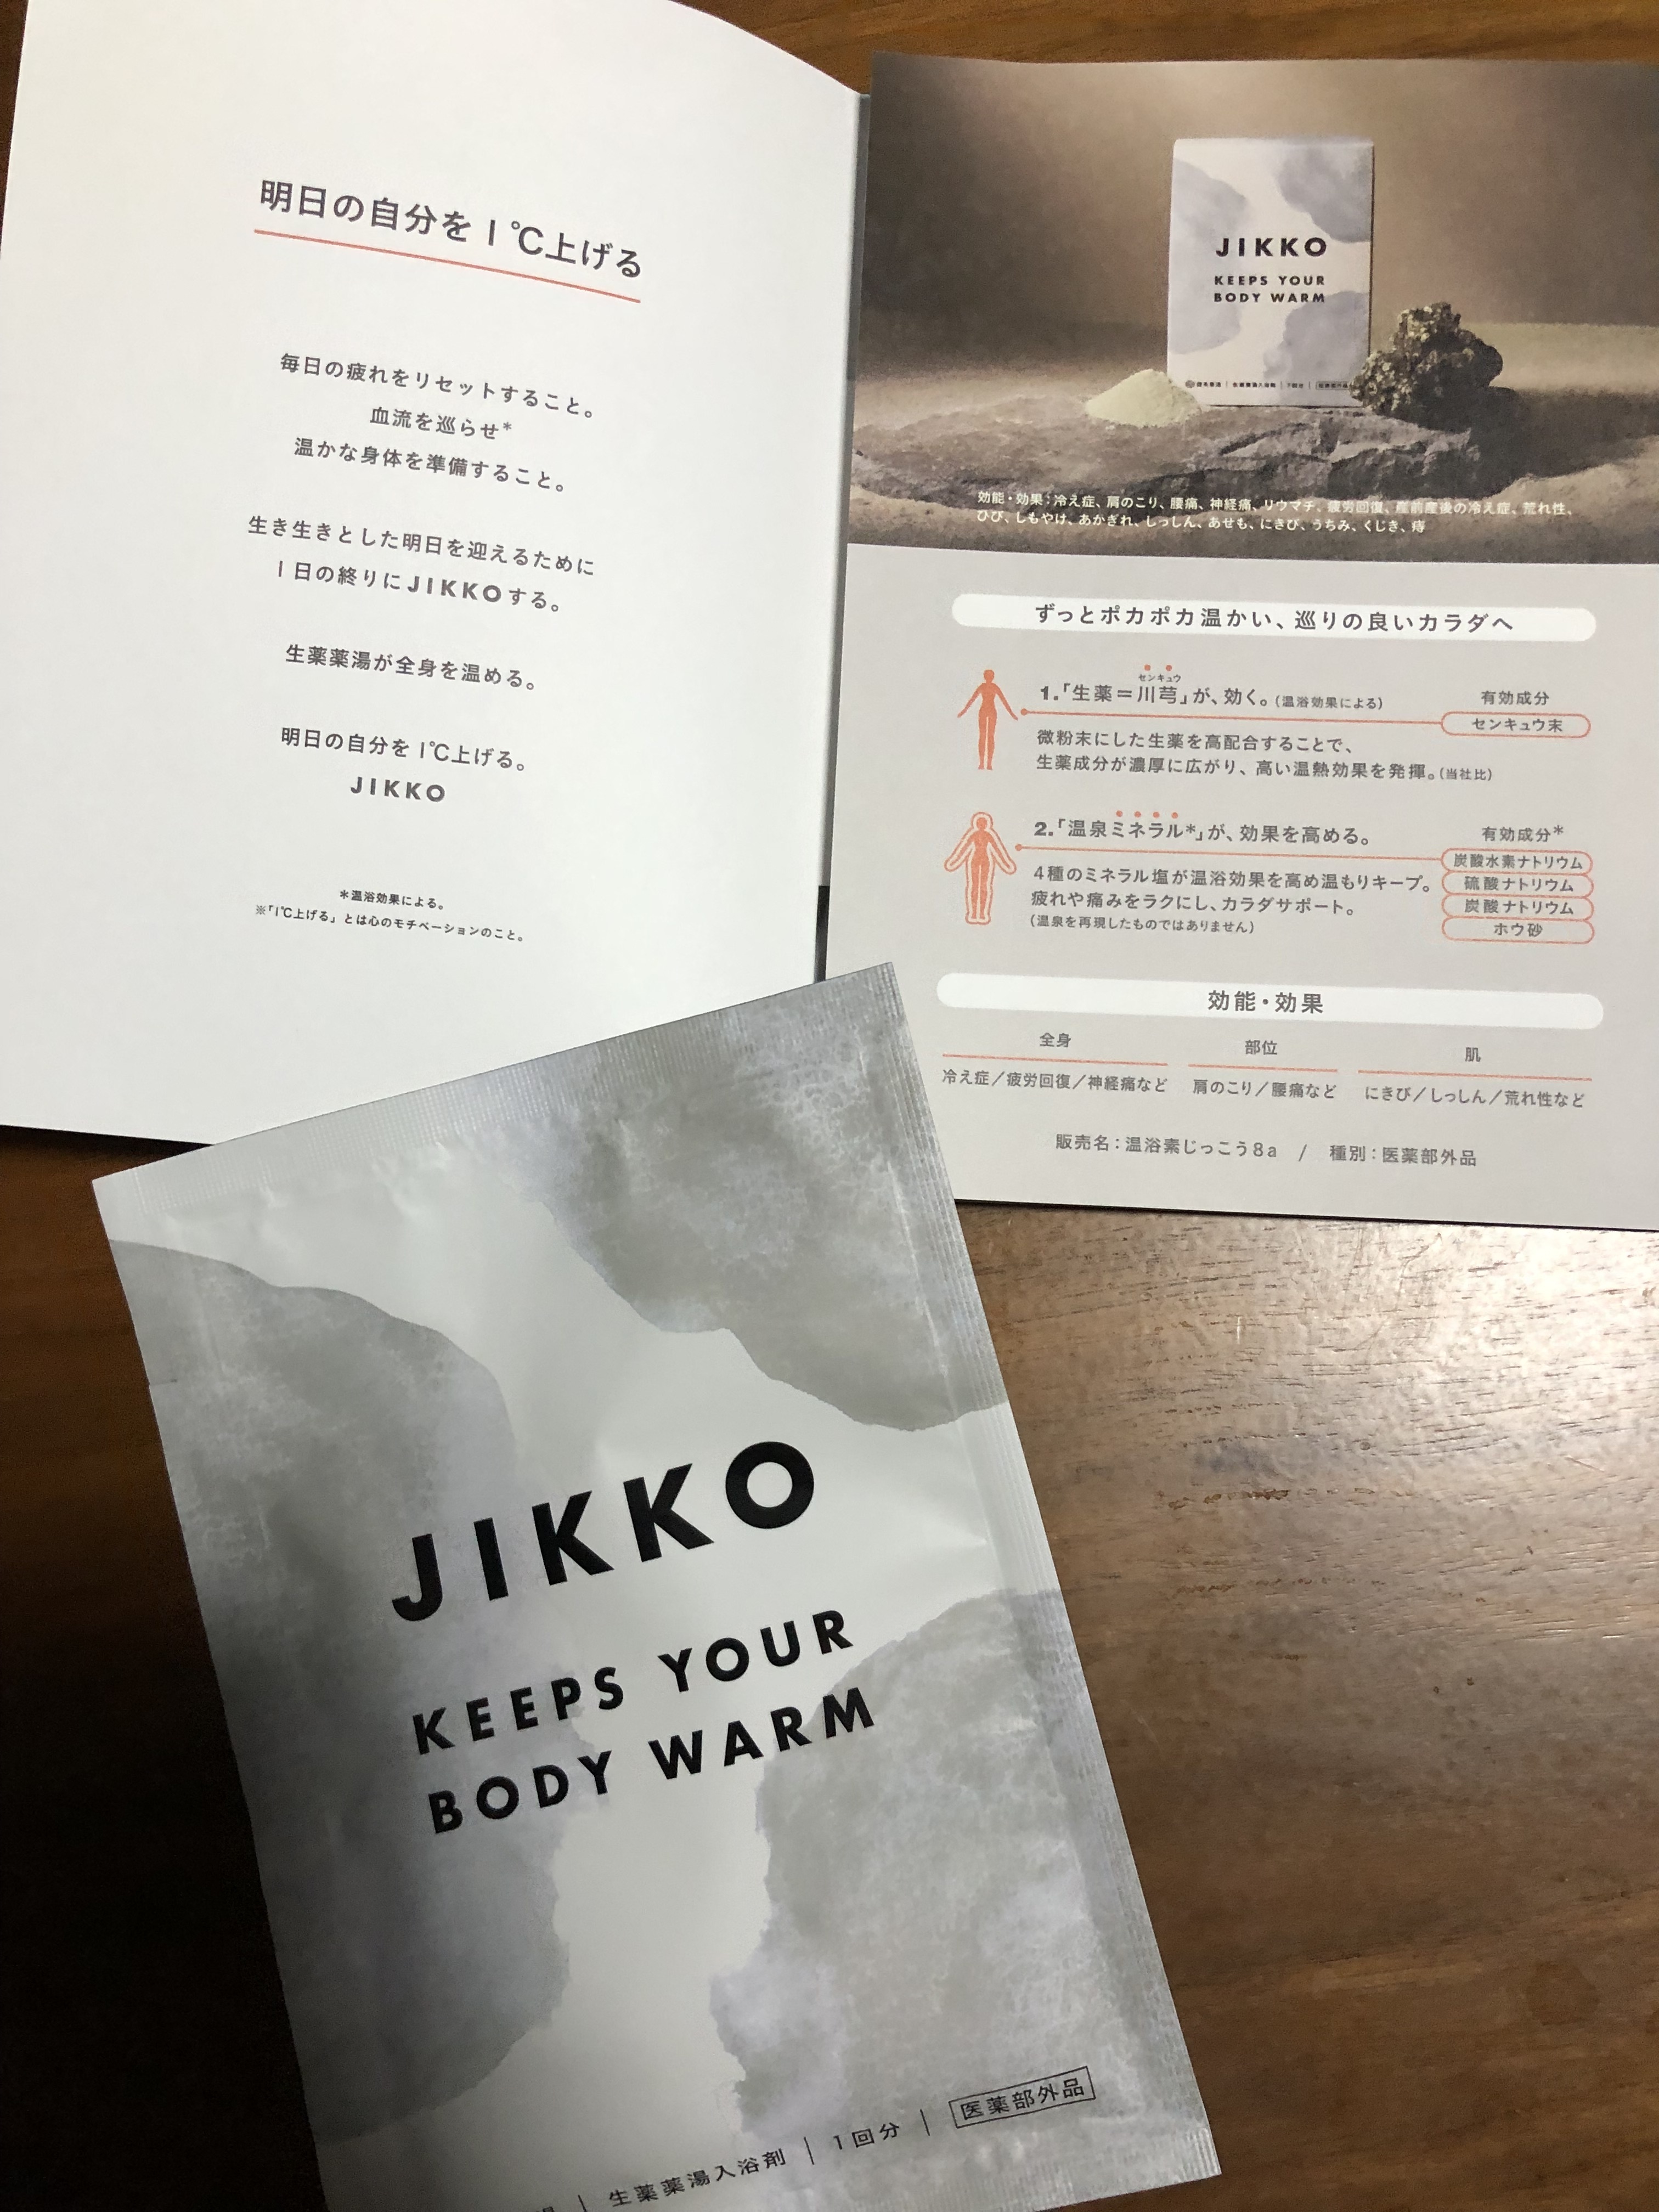 明日の自分を1℃上げる
毎日の疲れをリセットすること。
血流を巡らせ*
温かな身体を準備すること。
生き生きとした明日を迎えるために
1日の終りにJIKKOする。
生薬薬湯が全身を温める。
明日の自分を1℃上げる。
JIKKO
*温浴効果による。
※「1℃上げる」とは心のモチベーションのこと。
JIKKO
KEEPS YOUR
BODY WARM
生薬薬湯入浴剤
効能・効果:冷え症、肩のこり、腰痛、神経痛、リウマチ、疲労回復、産前産後の冷え症、荒れ性、
ひび、しもやけ、あかぎれ、しっしん、あせも、にきび、うちみ、くじき、痔
ずっとポカポカ温かい、巡りの良いカラダへ
センキュウ
1.「生薬=川芎」が、効く。(温浴効果による)
有効成分
センキュウ末
微粉末にした生薬を高配合することで、
生薬成分が濃厚に広がり、高い温熱効果を発揮。(当社比)
2.「温泉ミネラル*」が、効果を高める。
有効成分*
炭酸水素ナトリウム
硫酸ナトリウム
炭酸ナトリウム
ホウ砂
4種のミネラル塩が温浴効果を高め温もりキープ。
疲れや痛みをラクにし、カラダサポート。
(温泉を再現したものではありません)
効能・効果
全身 部位 肌
冷え症/疲労回復/神経痛など 肩のこり/腰痛など にきび/しっしん/荒れ性など
販売名:温浴素じっこう8a / 種別:医薬部外品
JIKKO
KEEPS YOUR
BODY WARM
| 生薬薬湯入浴剤 | 1回分 | 医薬部外品